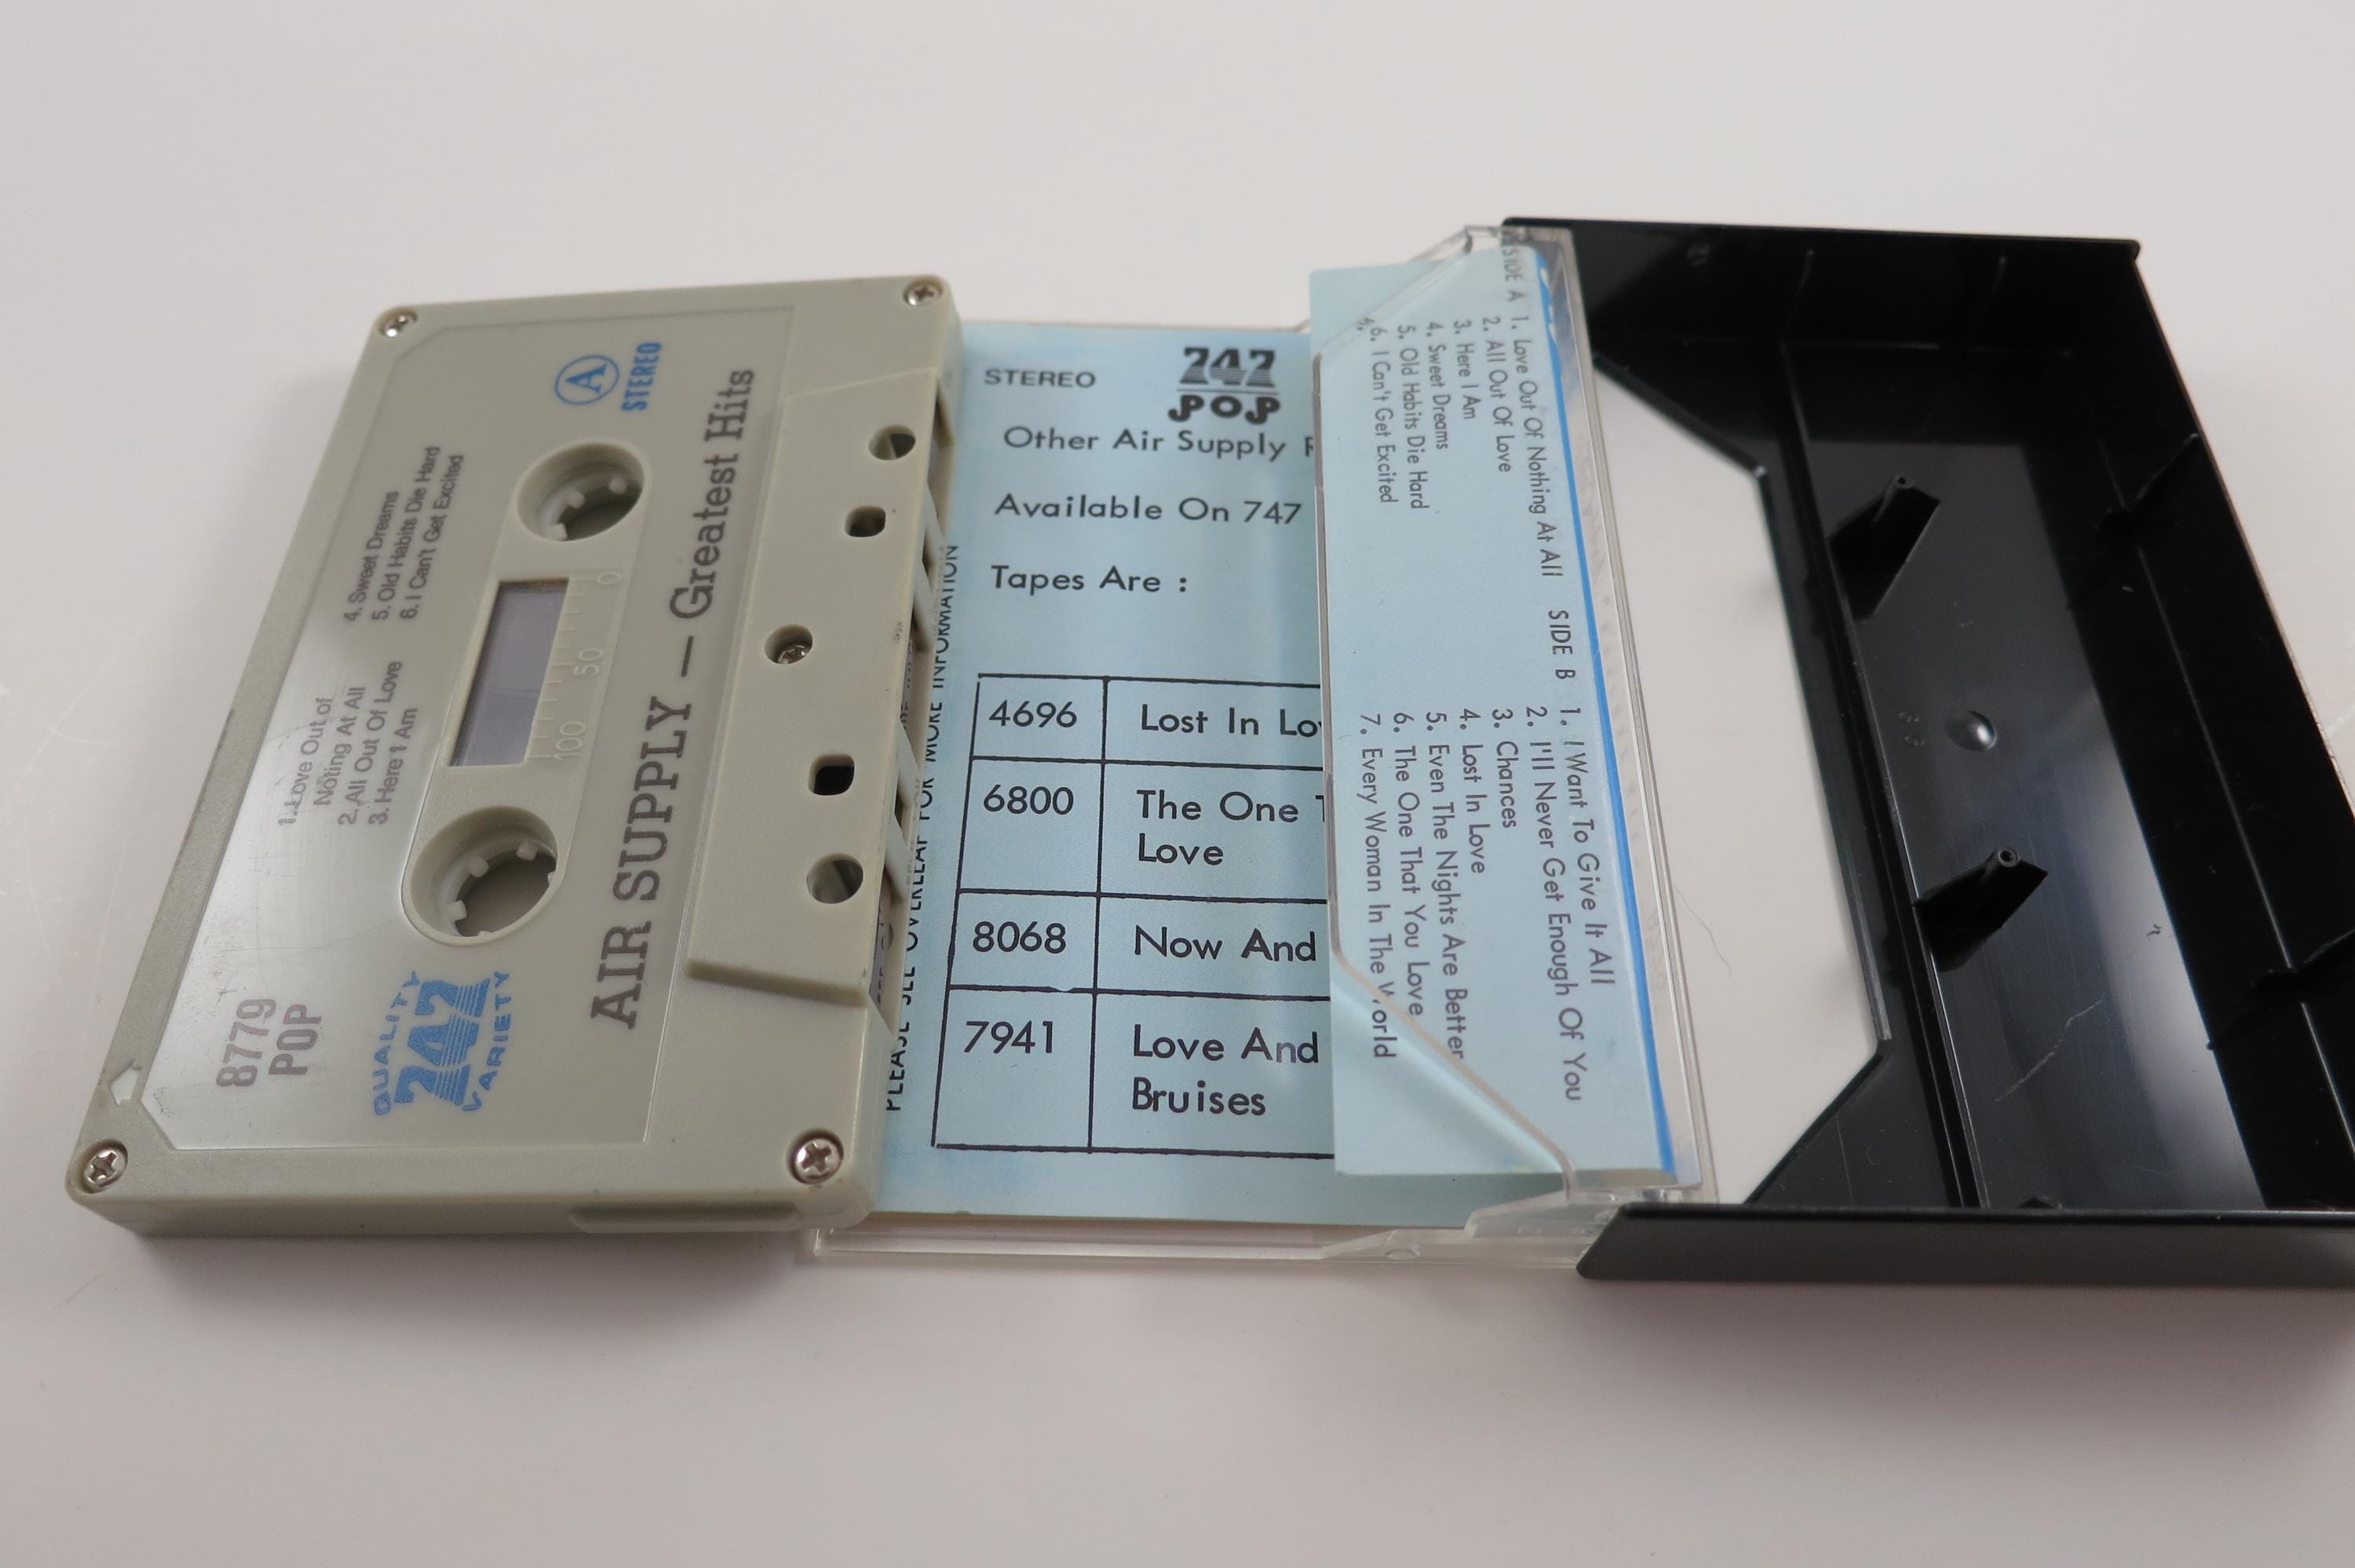 A
STEREO
1. Love Out of
Noting At All
2. All Out Of Love
3. Here I Am
4. Sweet Dreams
5. Old Habits Die Hard
6. I Can't Get Excited
0
50
100
AIR SUPPLY — Greatest Hits
8779
POP
QUALITY
747
VARIETY
STEREO
747
POP
Other Air Supply
Available On 747
Tapes Are :
4696 Lost In
6800 The One
Love
8068 Now And
7941 Love And
Bruises
PLEASE SEE OVERLEAF FOR MORE INFORMATION
SIDE A 1. Love Out Of Nothing At All
2. All Out Of Love
3. Here I Am
4. Sweet Dreams
5. Old Habits Die Hard
6. I Can't Get Excited
SIDE B 1. I Want To Give It All
2. I'll Never Get Enough Of You
3. Chances
4. Lost In Love
5. Even The Nights Are Better
6. The One That You Love
7. Every Woman In The World